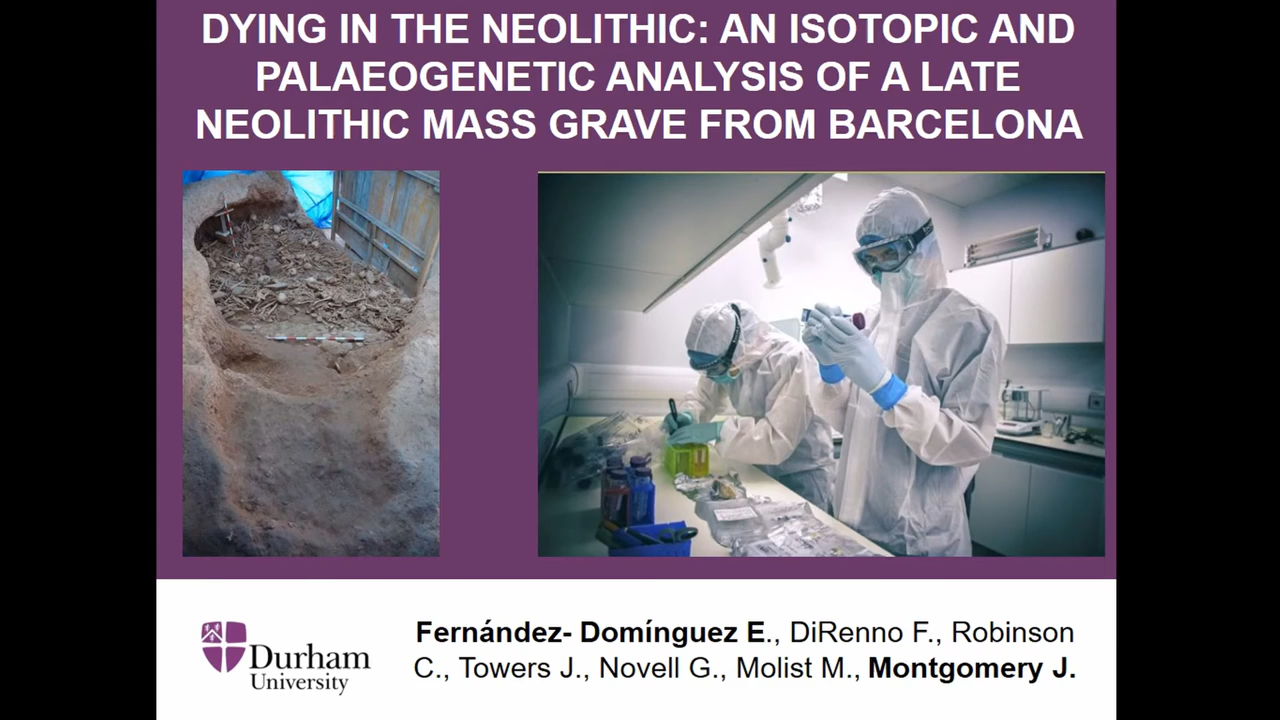 DYING IN THE NEOLITHIC: AN ISOTOPIC AND
PALAEOGENETIC ANALYSIS OF A LATE
NEOLITHIC MASS GRAVE FROM BARCELONA
Durham
University
Fernández- Domínguez E., DiRenno F., Robinson
C., Towers J., Novell G., Molist M., Montgomery J.